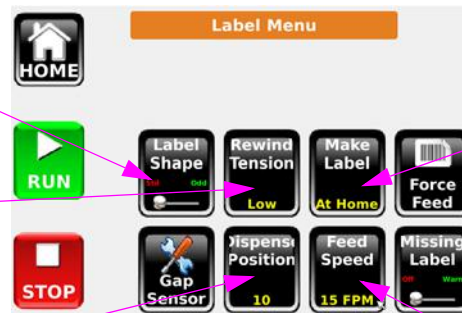 Label Menu
HOME
RUN
Label
Shape
Std Odd
Rewind
Tension
Low
Make
Label
At Home
Force
Feed
STOP
Gap
Sensor
Dispense
Position
10
Feed
Speed
15 FPM
Missing
Label
Off Warn